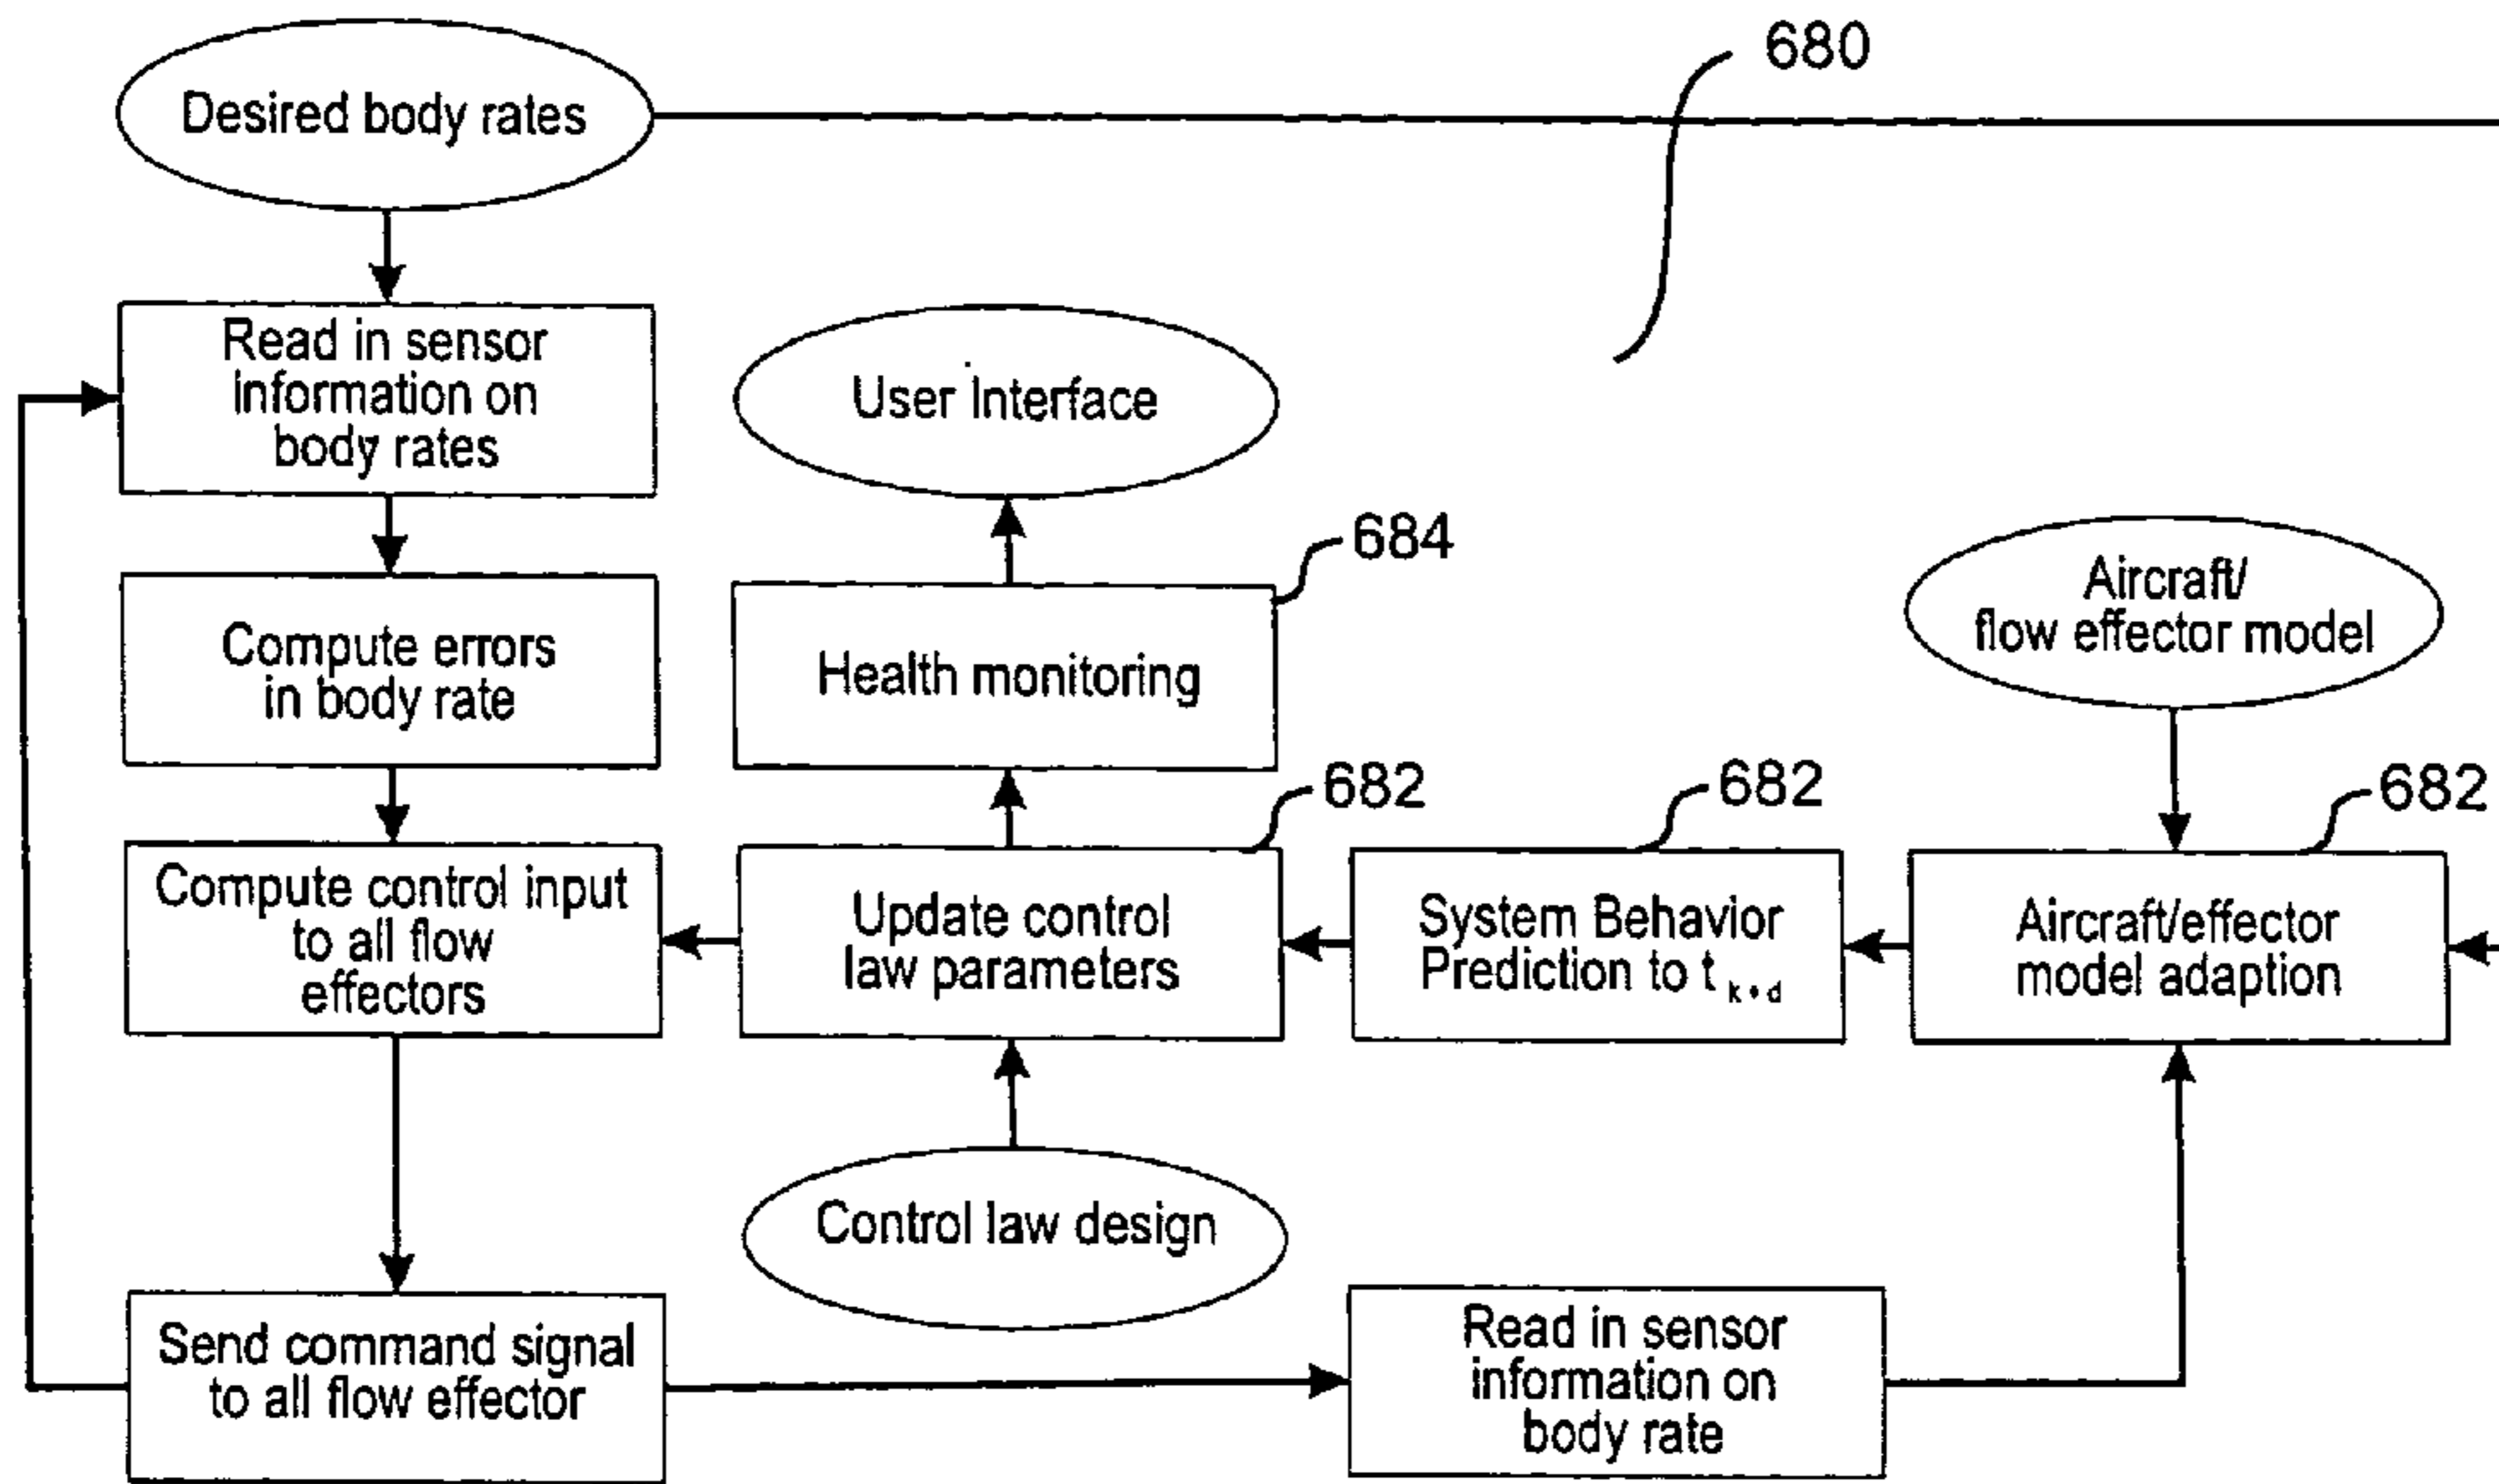 680
Desired body rates
Read in sensor
information on
body rates
User Interface
684
Compute errors
in body rate
Health monitoring
Aircraft/
flow effector model
682
682
682
Compute control input
to all flow
effectors
Update control
law parameters
System Behavior
Prediction to t k+d
Aircraft/effector
model adaption
Control law design
Send command signal
to all flow effector
Read in sensor
information on
body rate